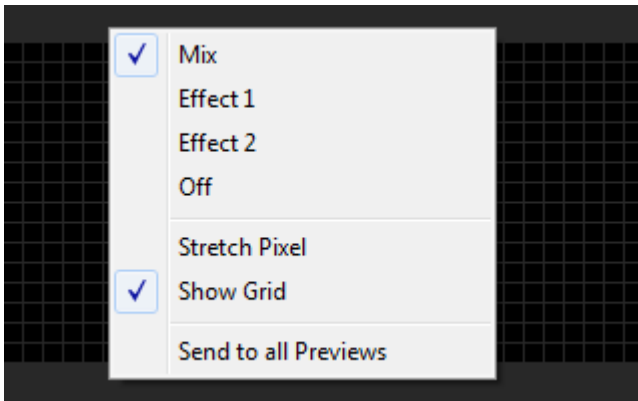 Mix
Effect 1
Effect 2
Off
Stretch Pixel
Show Grid
Send to all Previews